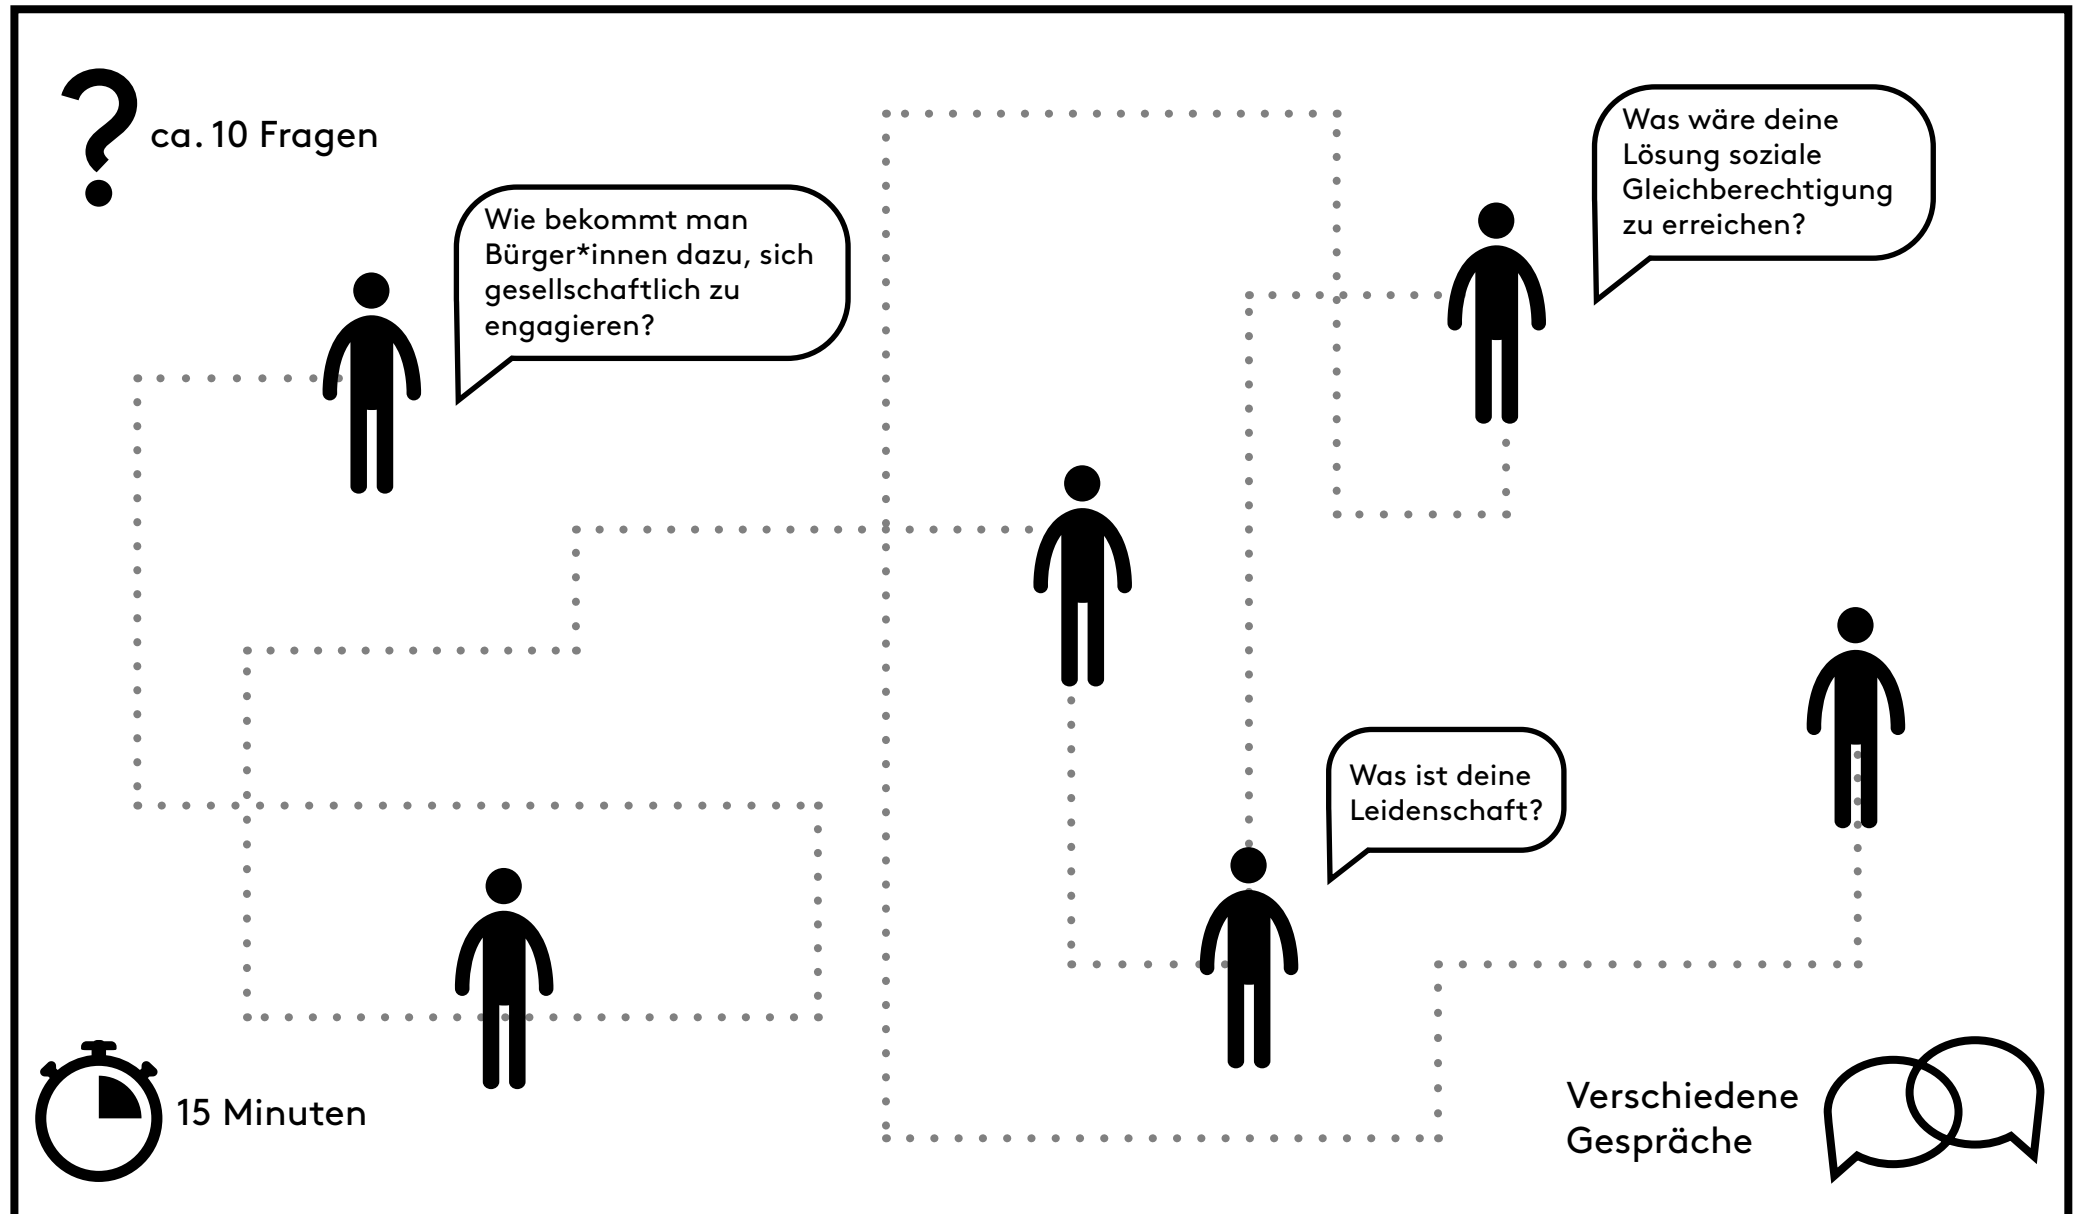 ca. 10 Fragen
Wie bekommt man
Bürger*innen dazu, sich
gesellschaftlich zu
engagieren?
Was wäre deine
Lösung soziale
Gleichberechtigung
zu erreichen?
Was ist deine
Leidenschaft?
15 Minuten
Verschiedene
Gespräche